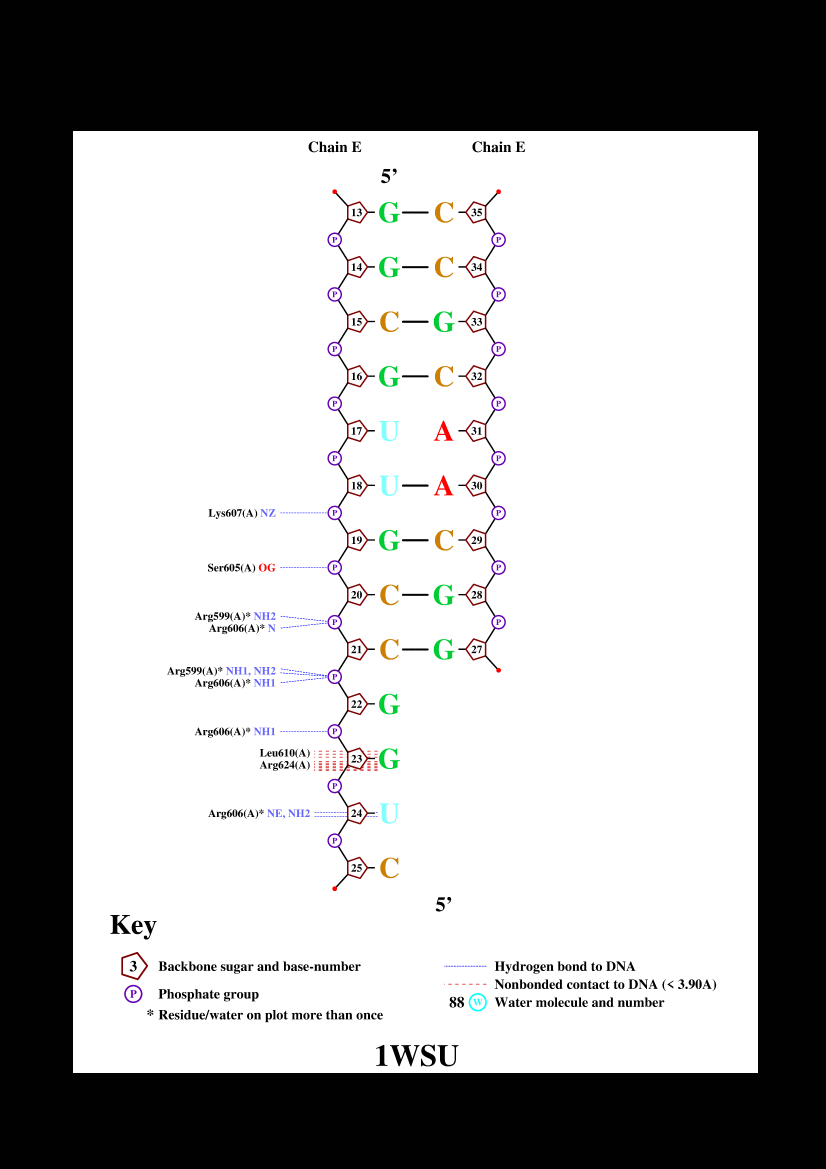 Chain E Chain E
5’
13 G C 35
P P
14 G C 34
P P
15 C G 33
P P
16 G C 32
P P
17 U A 31
P P
18 U A 30
Lys607(A) NZ P P
19 G C 29
Ser605(A) OG P P
20 C G 28
Arg599(A)* NH2
P P
Arg606(A)* N
21 C G 27
Arg599(A)* NH1, NH2
P
Arg606(A)* NH1
22 G
Arg606(A)* NH1 P
Leu610(A)
23 G
Arg624(A)
P
Arg606(A)* NE, NH2 24 U
P
25 C
5’
Key
3 Backbone sugar and base-number
P Phosphate group
* Residue/water on plot more than once
Hydrogen bond to DNA
Nonbonded contact to DNA (< 3.90A)
88 W Water molecule and number
1WSU